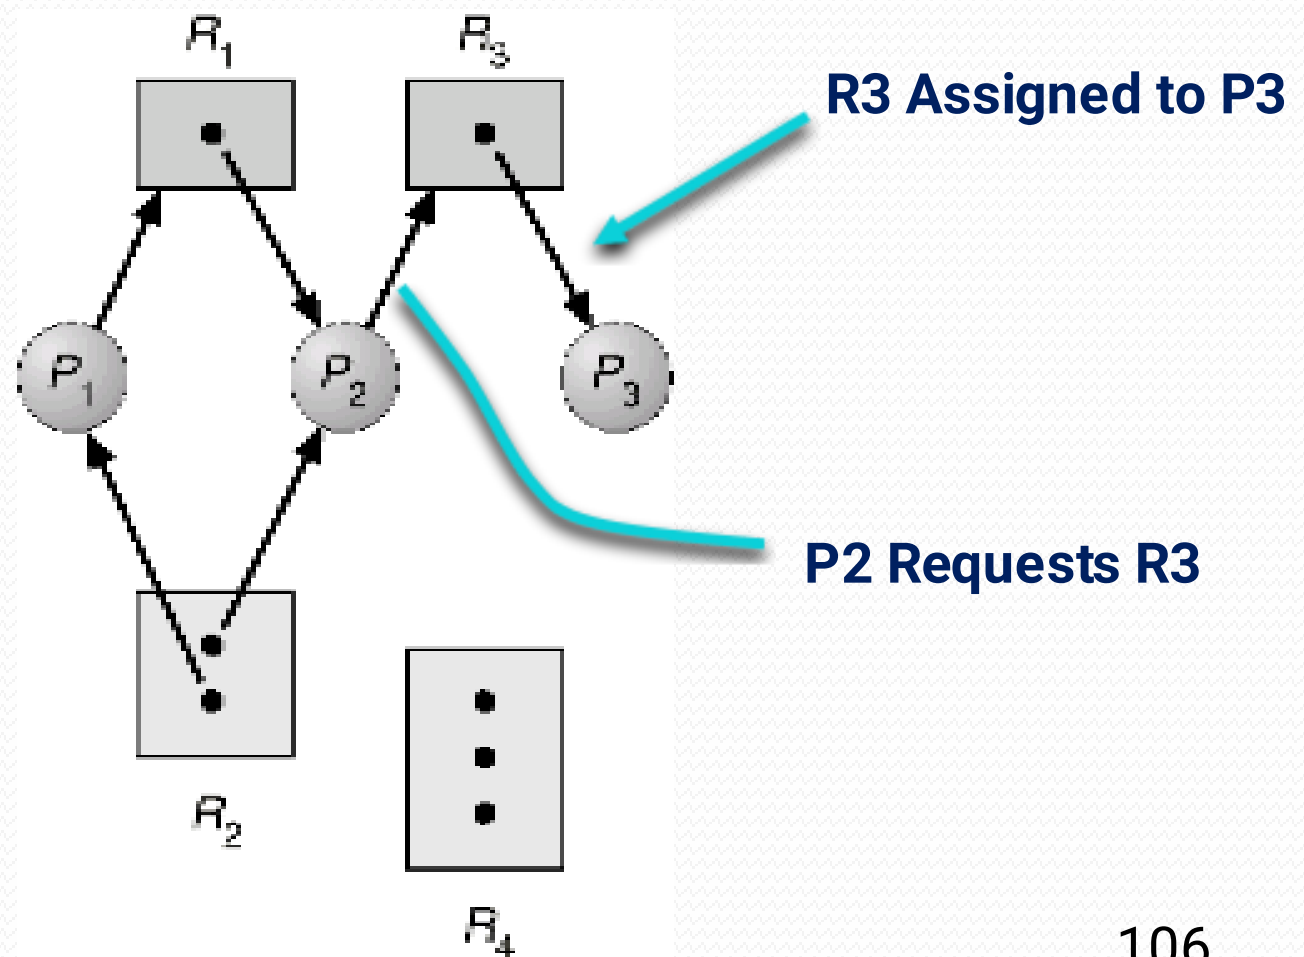 R1
R3
R3 Assigned to P3
P1
P2
P3
P2 Requests R3
R2
R4
106